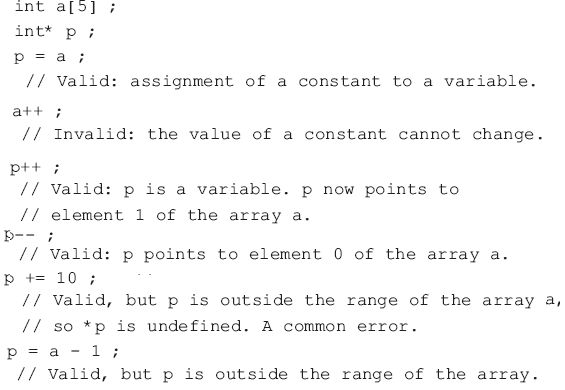 int a[5] ;
int* p ;
p = a ;
// Valid: assignment of a constant to a variable.
a++ ;
// Invalid: the value of a constant cannot change.
p++ ;
// Valid: p is a variable. p now points to
// element 1 of the array a.
p-- ;
// Valid: p points to element 0 of the array a.
p += 10 ;
// Valid, but p is outside the range of the array a,
// so *p is undefined. A common error.
p = a - 1 ;
// Valid, but p is outside the range of the array.